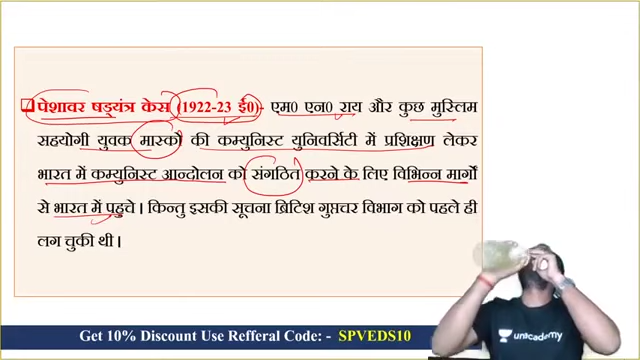 पेशावर षड्यंत्र केस (1922-23 ई0)- एम0 एन0 राय और कुछ मुस्लिम
सहयोगी युवक मास्को की कम्युनिस्ट युनिवर्सिटी में प्रशिक्षण लेकर
भारत में कम्युनिस्ट आन्दोलन को संगठित करने के लिए विभिन्न मार्गों
से भारत में पहुचे। किन्तु इसकी सूचना ब्रिटिश गुप्तचर विभाग को पहले ही
लग चुकी थी।
unacademy
Get 10% Discount Use Refferal Code: - SPVEDS10